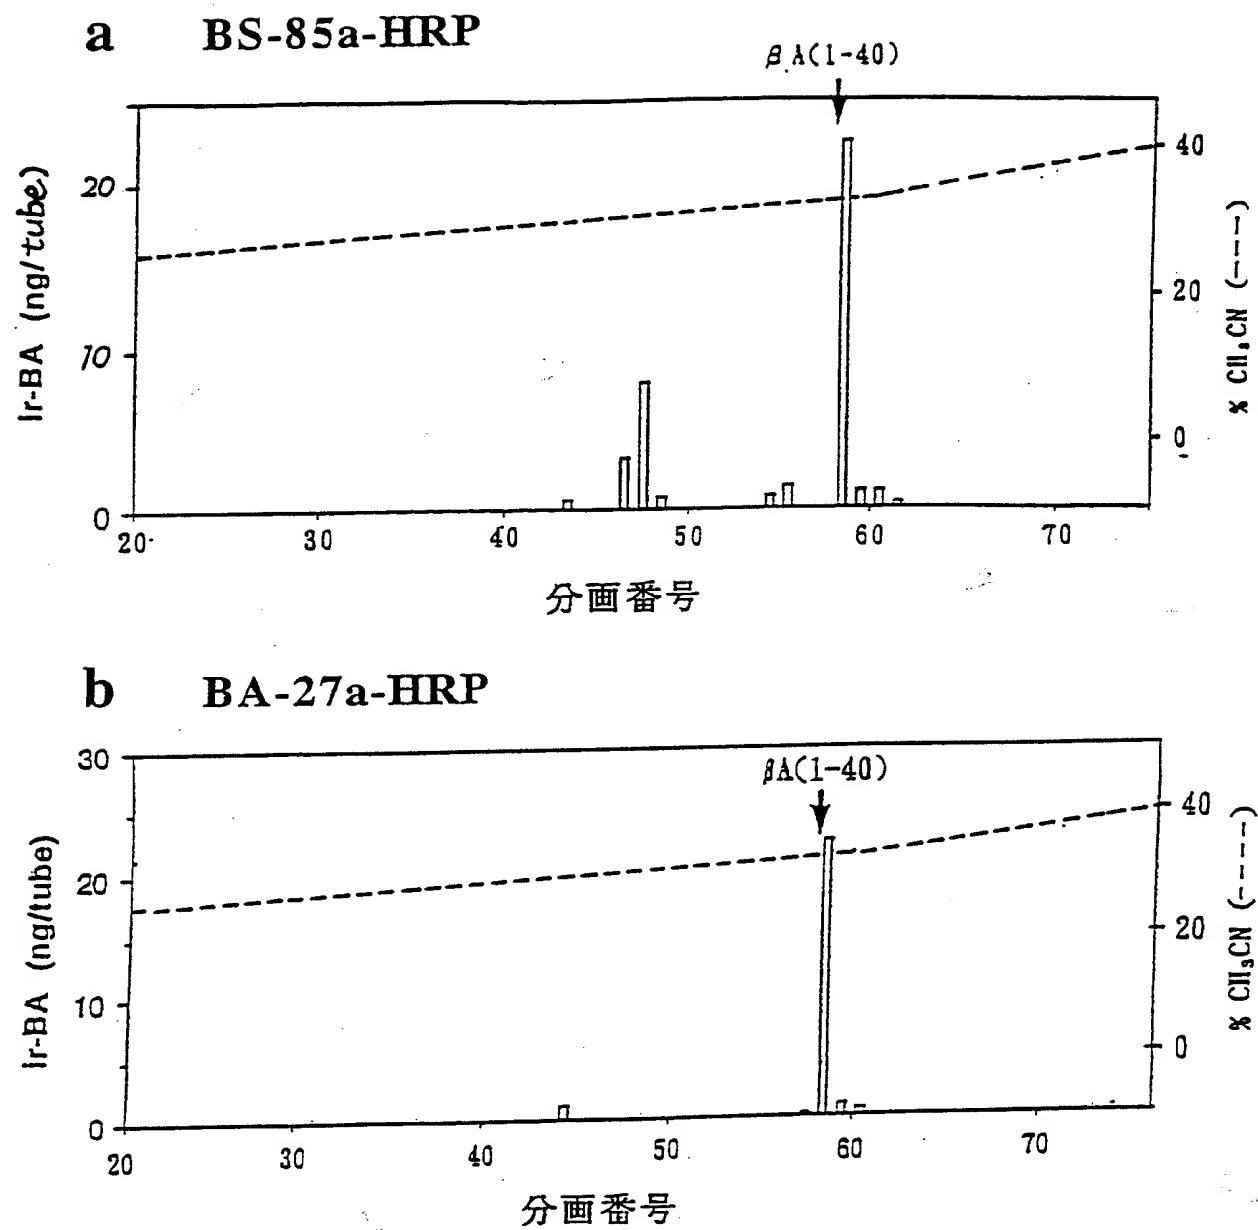 a BS-85a-HRP
β A(1-40)
Ir-BA (ng/tube)
20
10
0
40
20
0
% CH₃CN (---)
20 30 40 50 60 70
分画番号
b BA-27a-HRP
βA(1-40)
Ir-BA (ng/tube)
30
20
10
0
40
20
0
% CH₃CN (----)
20 30 40 50 60 70
分画番号